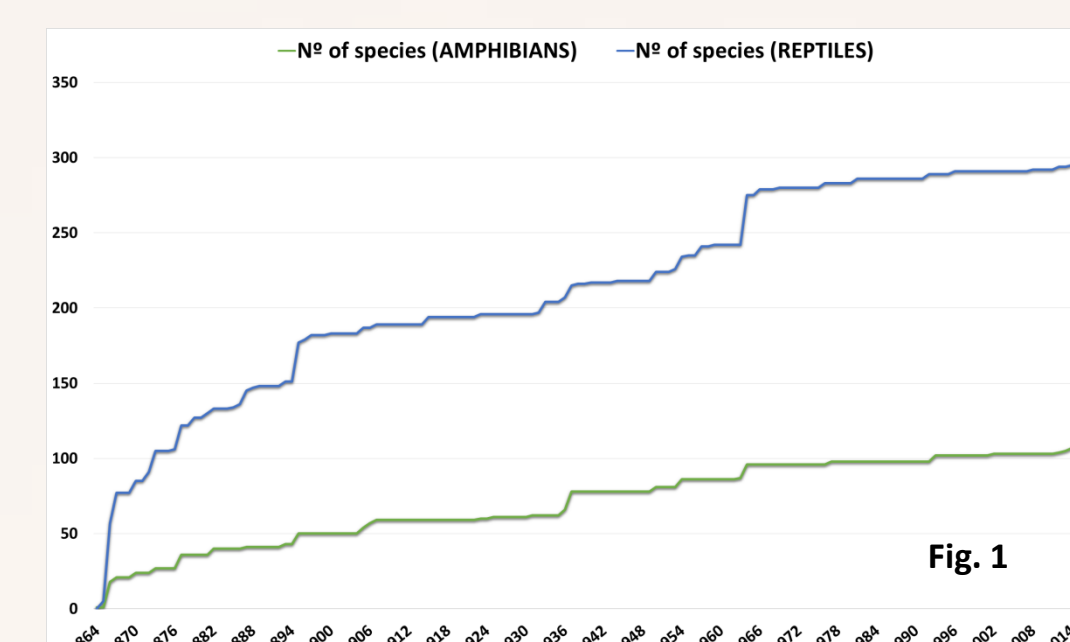 Nº of species (AMPHIBIANS) Nº of species (REPTILES)
350
300
250
200
150
100
50
0
Fig. 1
864 870 876 882 888 894 900 906 912 918 924 930 936 942 948 954 960 966 972 978 984 990 996 002 008 014